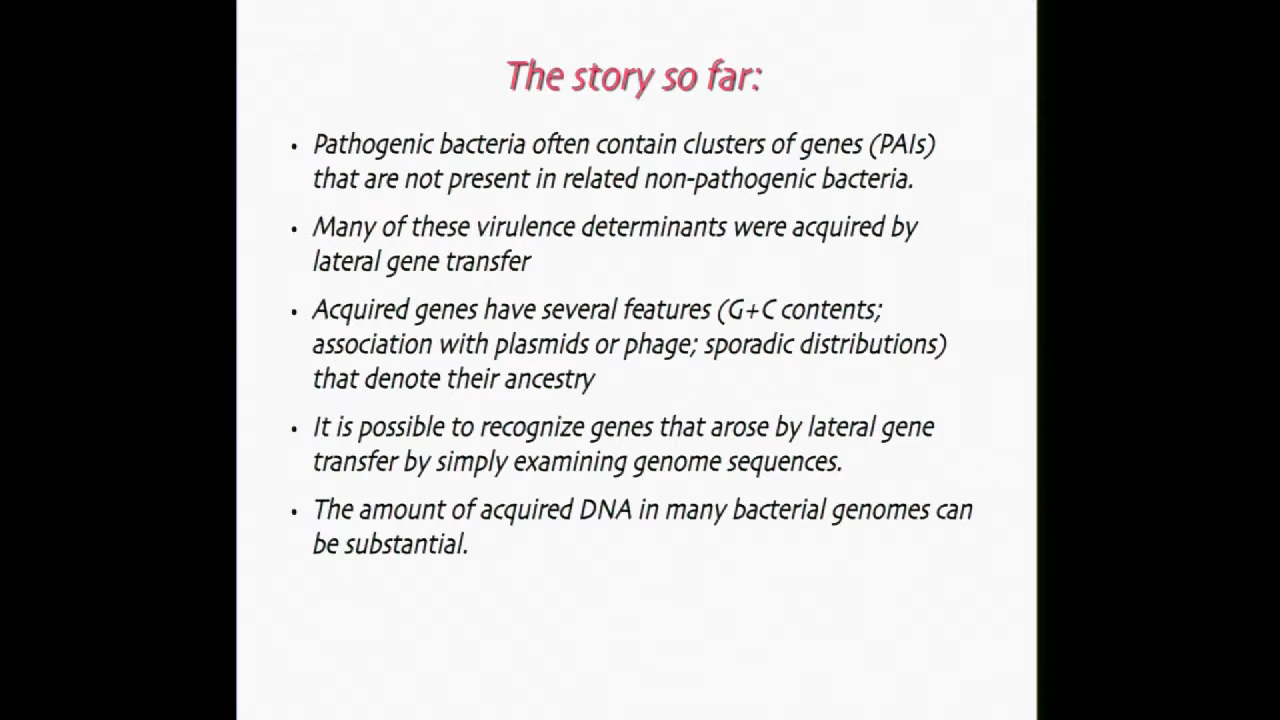 The story so far:
• Pathogenic bacteria often contain clusters of genes (PAIs)
that are not present in related non-pathogenic bacteria.
• Many of these virulence determinants were acquired by
lateral gene transfer
• Acquired genes have several features (G+C contents;
association with plasmids or phage; sporadic distributions)
that denote their ancestry
• It is possible to recognize genes that arose by lateral gene
transfer by simply examining genome sequences.
• The amount of acquired DNA in many bacterial genomes can
be substantial.